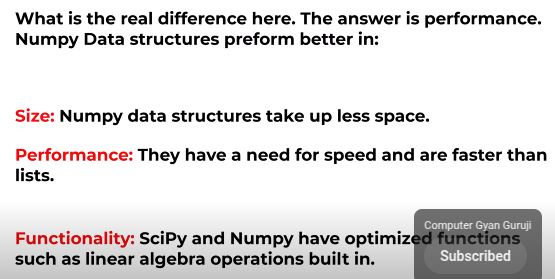 What is the real difference here. The answer is performance.
Numpy Data structures preform better in:
Size: Numpy data structures take up less space.
Performance: They have a need for speed and are faster than
lists.
Computer Gyan Guruji
Functionality: SciPy and Numpy have optimized functions
Subscribed
such as linear algebra operations built in.